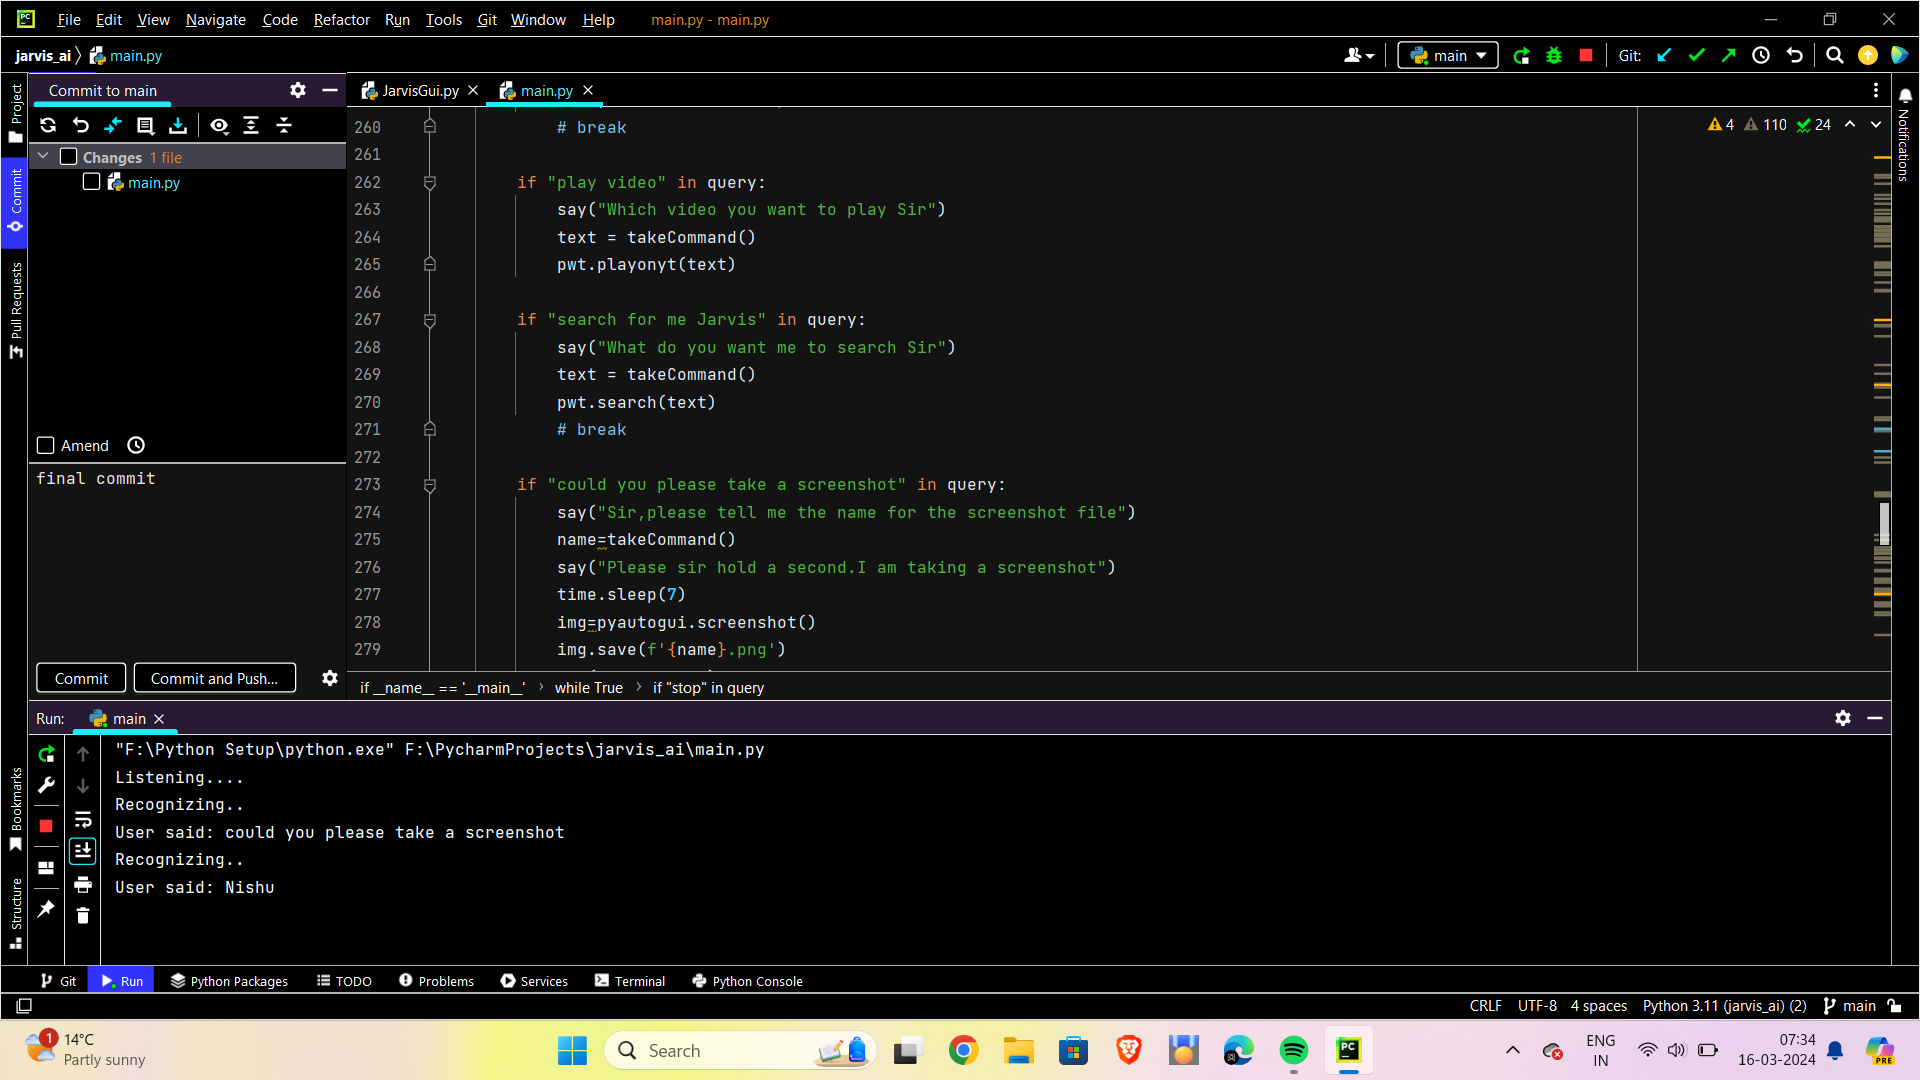 File Edit View Navigate Code Refactor Run Tools Git Window Help main.py - main.py
jarvis_ai main.py main Git:
Project
Commit
Pull Requests
Bookmarks
Structure
Notifications
Commit to main
Changes 1 file
main.py
Amend
final commit
Commit Commit and Push...
JarvisGui.py main.py
4 110 24
260 # break
261
262 if "play video" in query:
263 say("Which video you want to play Sir")
264 text = takeCommand()
265 pwt.playonyt(text)
266
267 if "search for me Jarvis" in query:
268 say("What do you want me to search Sir")
269 text = takeCommand()
270 pwt.search(text)
271 # break
272
273 if "could you please take a screenshot" in query:
274 say("Sir,please tell me the name for the screenshot file")
275 name=takeCommand()
276 say("Please sir hold a second.I am taking a screenshot")
277 time.sleep(7)
278 img=pyautogui.screenshot()
279 img.save(f'{name}.png')
if __name__ == '__main__' › while True › if "stop" in query
Run: main
"F:\Python Setup\python.exe" F:\PycharmProjects\jarvis_ai\main.py
Listening....
Recognizing..
User said: could you please take a screenshot
Recognizing..
User said: Nishu
Git Run Python Packages TODO Problems Services Terminal Python Console
CRLF UTF-8 4 spaces Python 3.11 (jarvis_ai) (2) main
1 14°C
Partly sunny
Search
PC
ENG
IN
07:34
16-03-2024
PRE